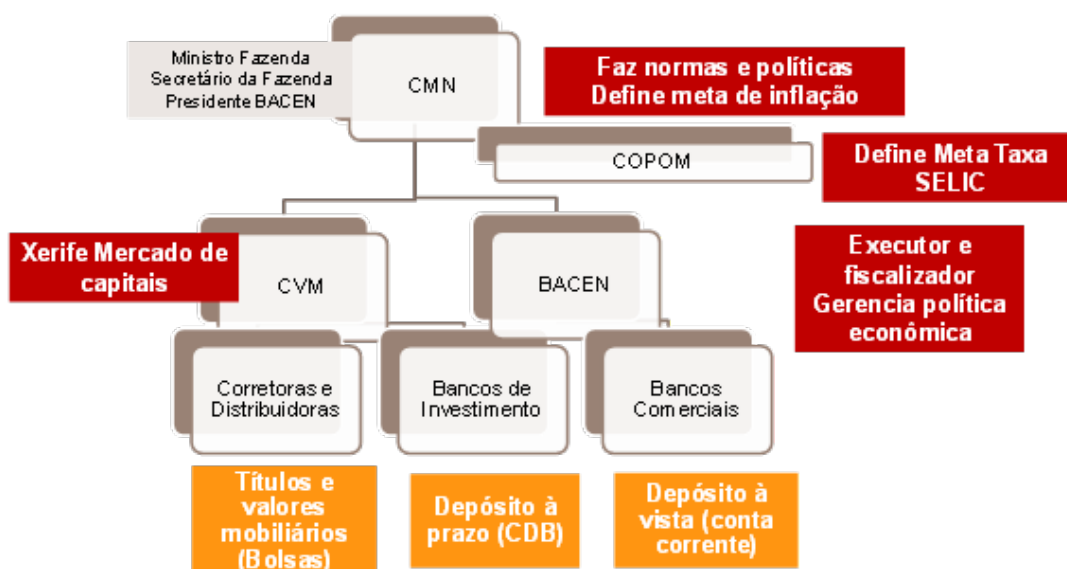 Ministro Fazenda
Secretário da Fazenda
Presidente BACEN
CMN
Faz normas e políticas
Define meta de inflação
COPOM
Define Meta Taxa
SELIC
Xerife Mercado de
capitais
CVM
BACEN
Executor e
fiscalizador
Gerencia política
econômica
Corretoras e
Distribuidoras
Bancos de
Investimento
Bancos
Comerciais
Títulos e
valores
mobiliários
(Bolsas)
Depósito à
prazo (CDB)
Depósito à
vista (conta
corrente)